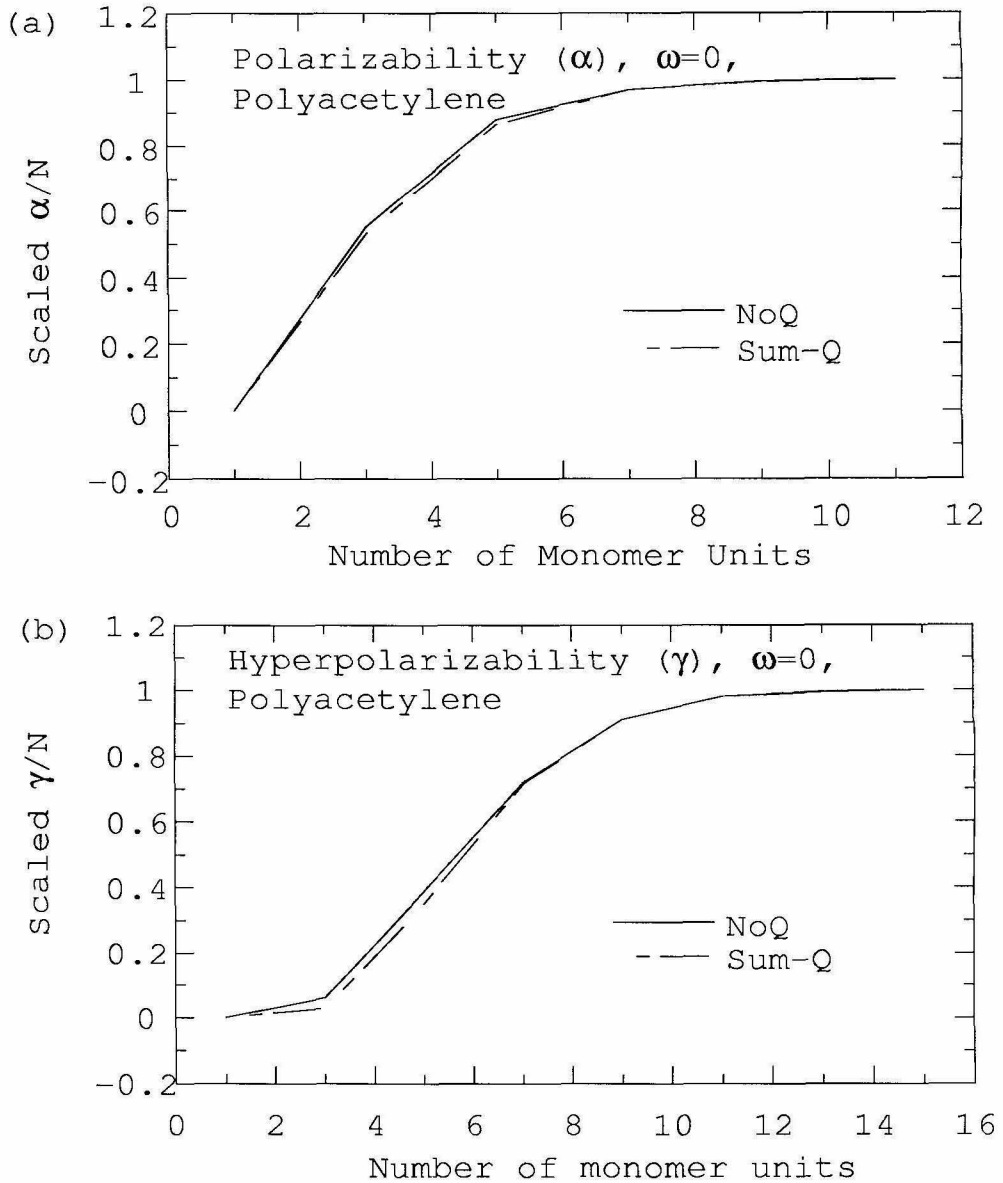 (a)
1.2
Polarizability (α), ω=0,
Polyacetylene
1
0.8
0.6
0.4
0.2
0
−0.2
Scaled α/N
NoQ
Sum-Q
0 2 4 6 8 10 12
Number of Monomer Units
(b)
1.2
Hyperpolarizability (γ), ω=0,
Polyacetylene
1
0.8
0.6
0.4
0.2
0
−0.2
Scaled γ/N
NoQ
Sum-Q
0 2 4 6 8 10 12 14 16
Number of monomer units